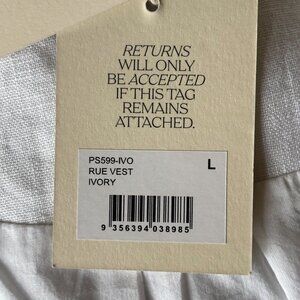 RETURNS
WILL ONLY
BE ACCEPTED
IF THIS TAG
REMAINS
ATTACHED.
PS599-IVO
RUE VEST
IVORY
L
9 356394 038985